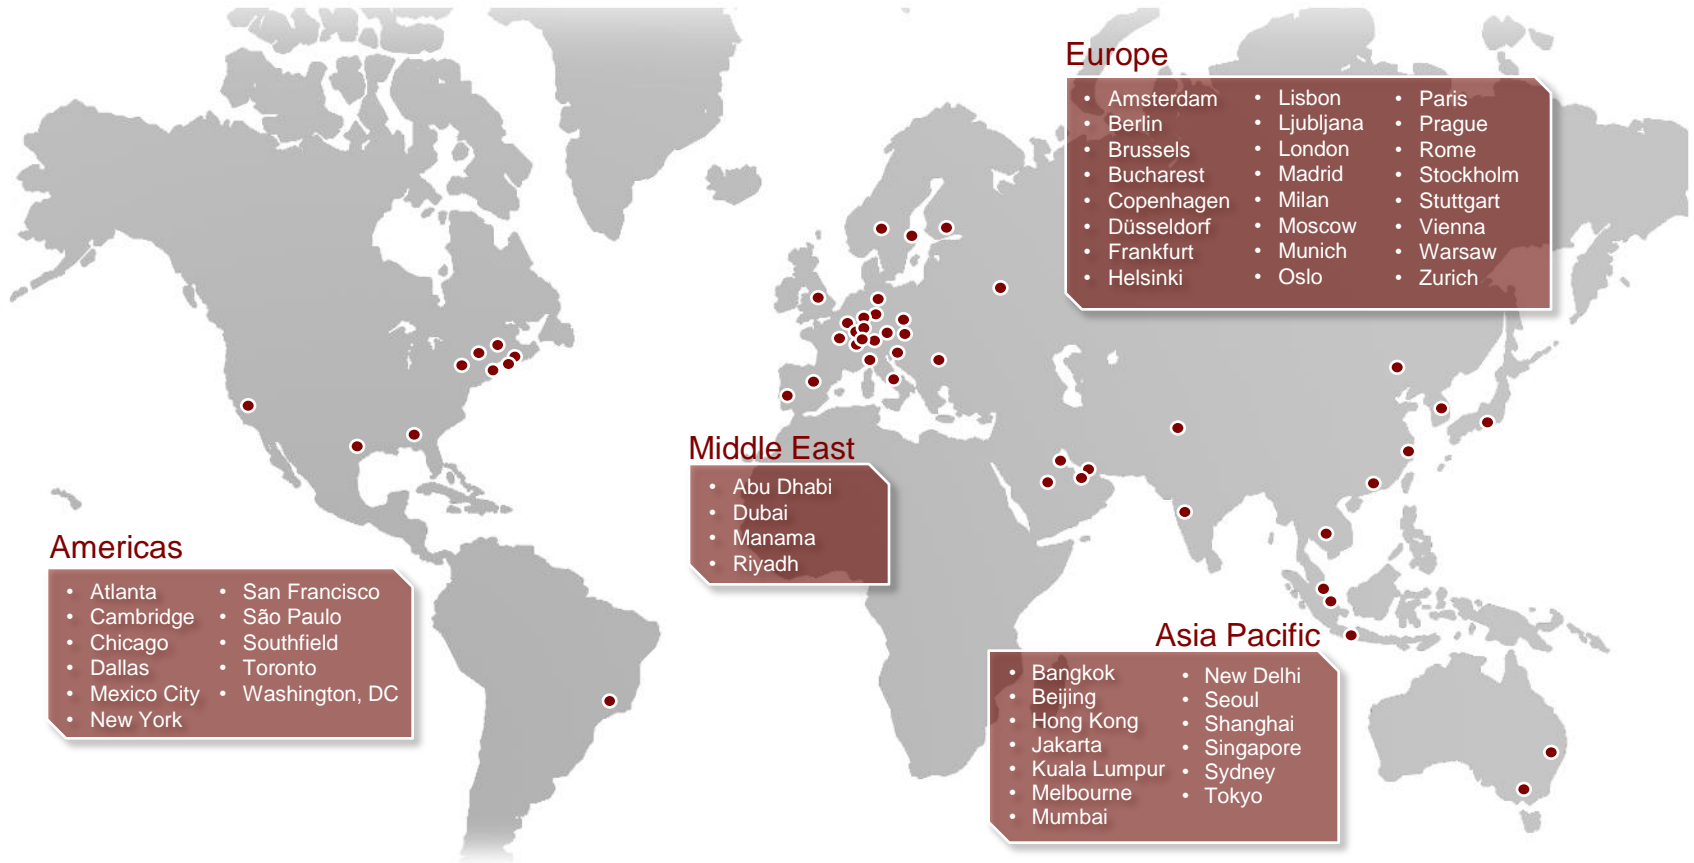 Europe
Amsterdam
Berlin
Brussels
Bucharest
Copenhagen
Düsseldorf
Frankfurt
Helsinki
Lisbon
Ljubljana
London
Madrid
Milan
Moscow
Munich
Oslo
Paris
Prague
Rome
Stockholm
Stuttgart
Vienna
Warsaw
Zurich
Middle East
Abu Dhabi
Dubai
Manama
Riyadh
Americas
Atlanta
Cambridge
Chicago
Dallas
Mexico City
New York
San Francisco
São Paulo
Southfield
Toronto
Washington, DC
Asia Pacific
Bangkok
Beijing
Hong Kong
Jakarta
Kuala Lumpur
Melbourne
Mumbai
New Delhi
Seoul
Shanghai
Singapore
Sydney
Tokyo